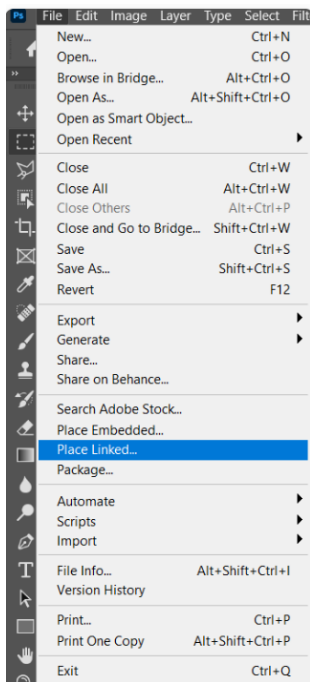 Ps File Edit Image Layer Type Select Filt
New... Ctrl+N
Open... Ctrl+O
Browse in Bridge... Alt+Ctrl+O
Open As... Alt+Shift+Ctrl+O
Open as Smart Object...
Open Recent
Close Ctrl+W
Close All Alt+Ctrl+W
Close Others Alt+Ctrl+P
Close and Go to Bridge... Shift+Ctrl+W
Save Ctrl+S
Save As... Shift+Ctrl+S
Revert F12
Export
Generate
Share...
Share on Behance...
Search Adobe Stock...
Place Embedded...
Place Linked...
Package...
Automate
Scripts
Import
File Info... Alt+Shift+Ctrl+I
Version History
Print... Ctrl+P
Print One Copy Alt+Shift+Ctrl+P
Exit Ctrl+Q